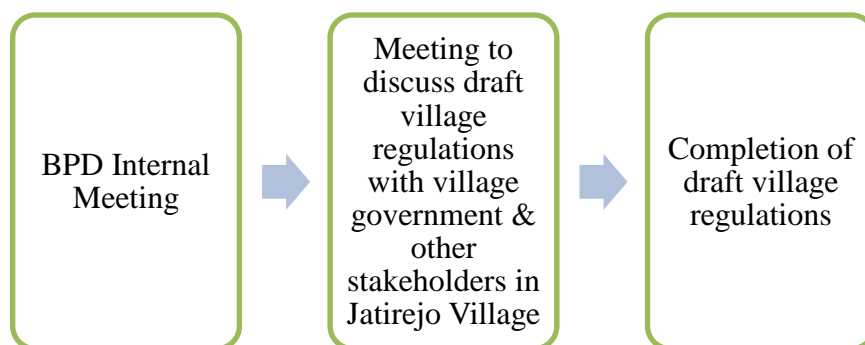 BPD Internal
Meeting
Meeting to
discuss draft
village
regulations
with village
government &
other
stakeholders in
Jatirejo Village
Completion of
draft village
regulations